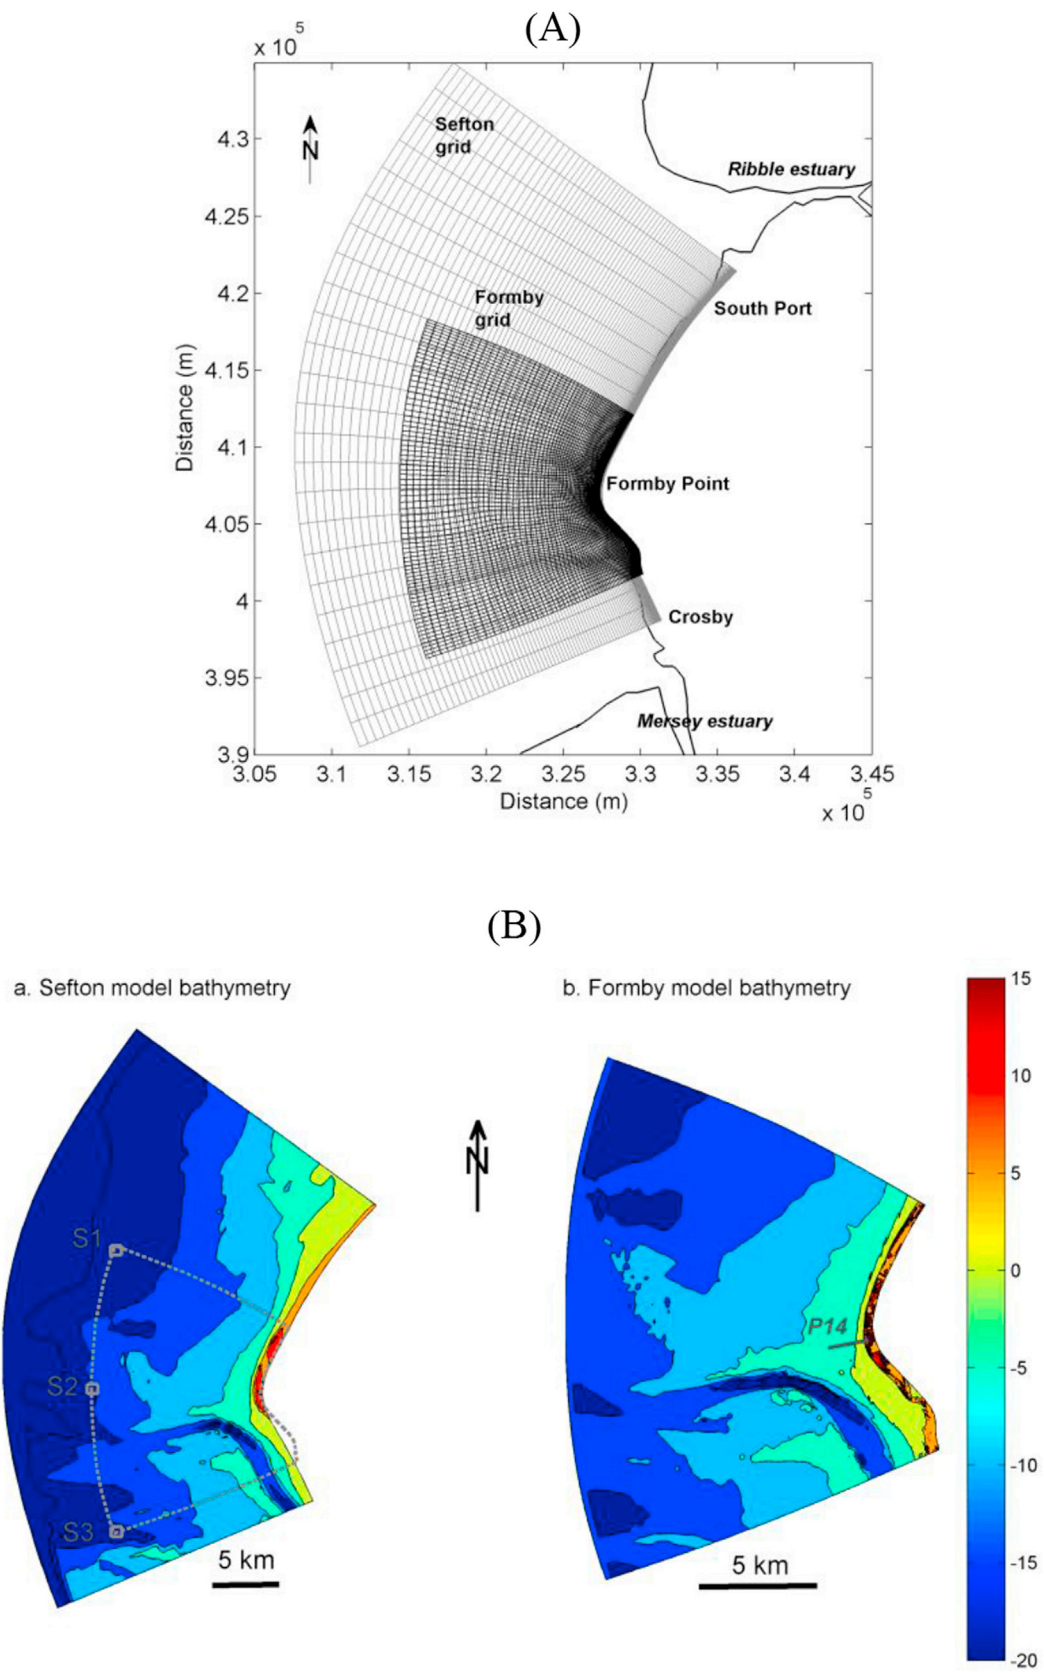 (A)
x 10^5
4.3
4.25
4.2
4.15
4.1
4.05
4
3.95
3.9
Distance (m)
N
Sefton
grid
Formby
grid
Ribble estuary
South Port
Formby Point
Crosby
Mersey estuary
3.05 3.1 3.15 3.2 3.25 3.3 3.35 3.4 3.45
Distance (m)
x 10^5
(B)
a. Sefton model bathymetry
S1
S2
S3
5 km
N
b. Formby model bathymetry
P14
5 km
15
10
5
0
-5
-10
-15
-20